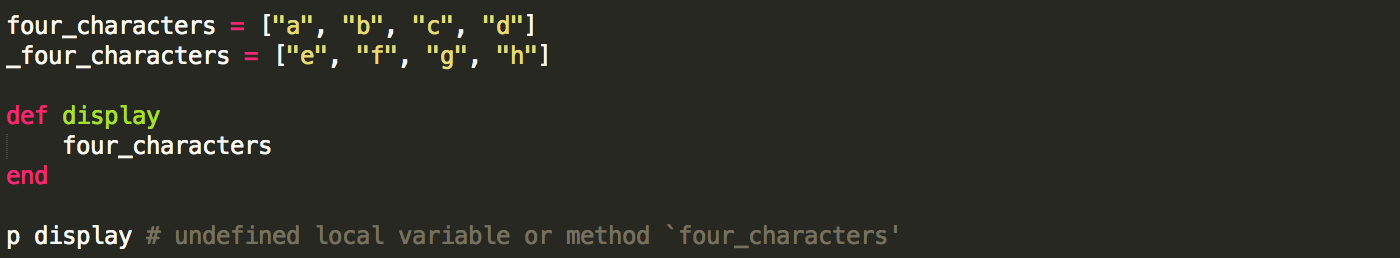 four_characters = ["a", "b", "c", "d"]
_four_characters = ["e", "f", "g", "h"]
def display
    four_characters
end
p display # undefined local variable or method `four_characters'